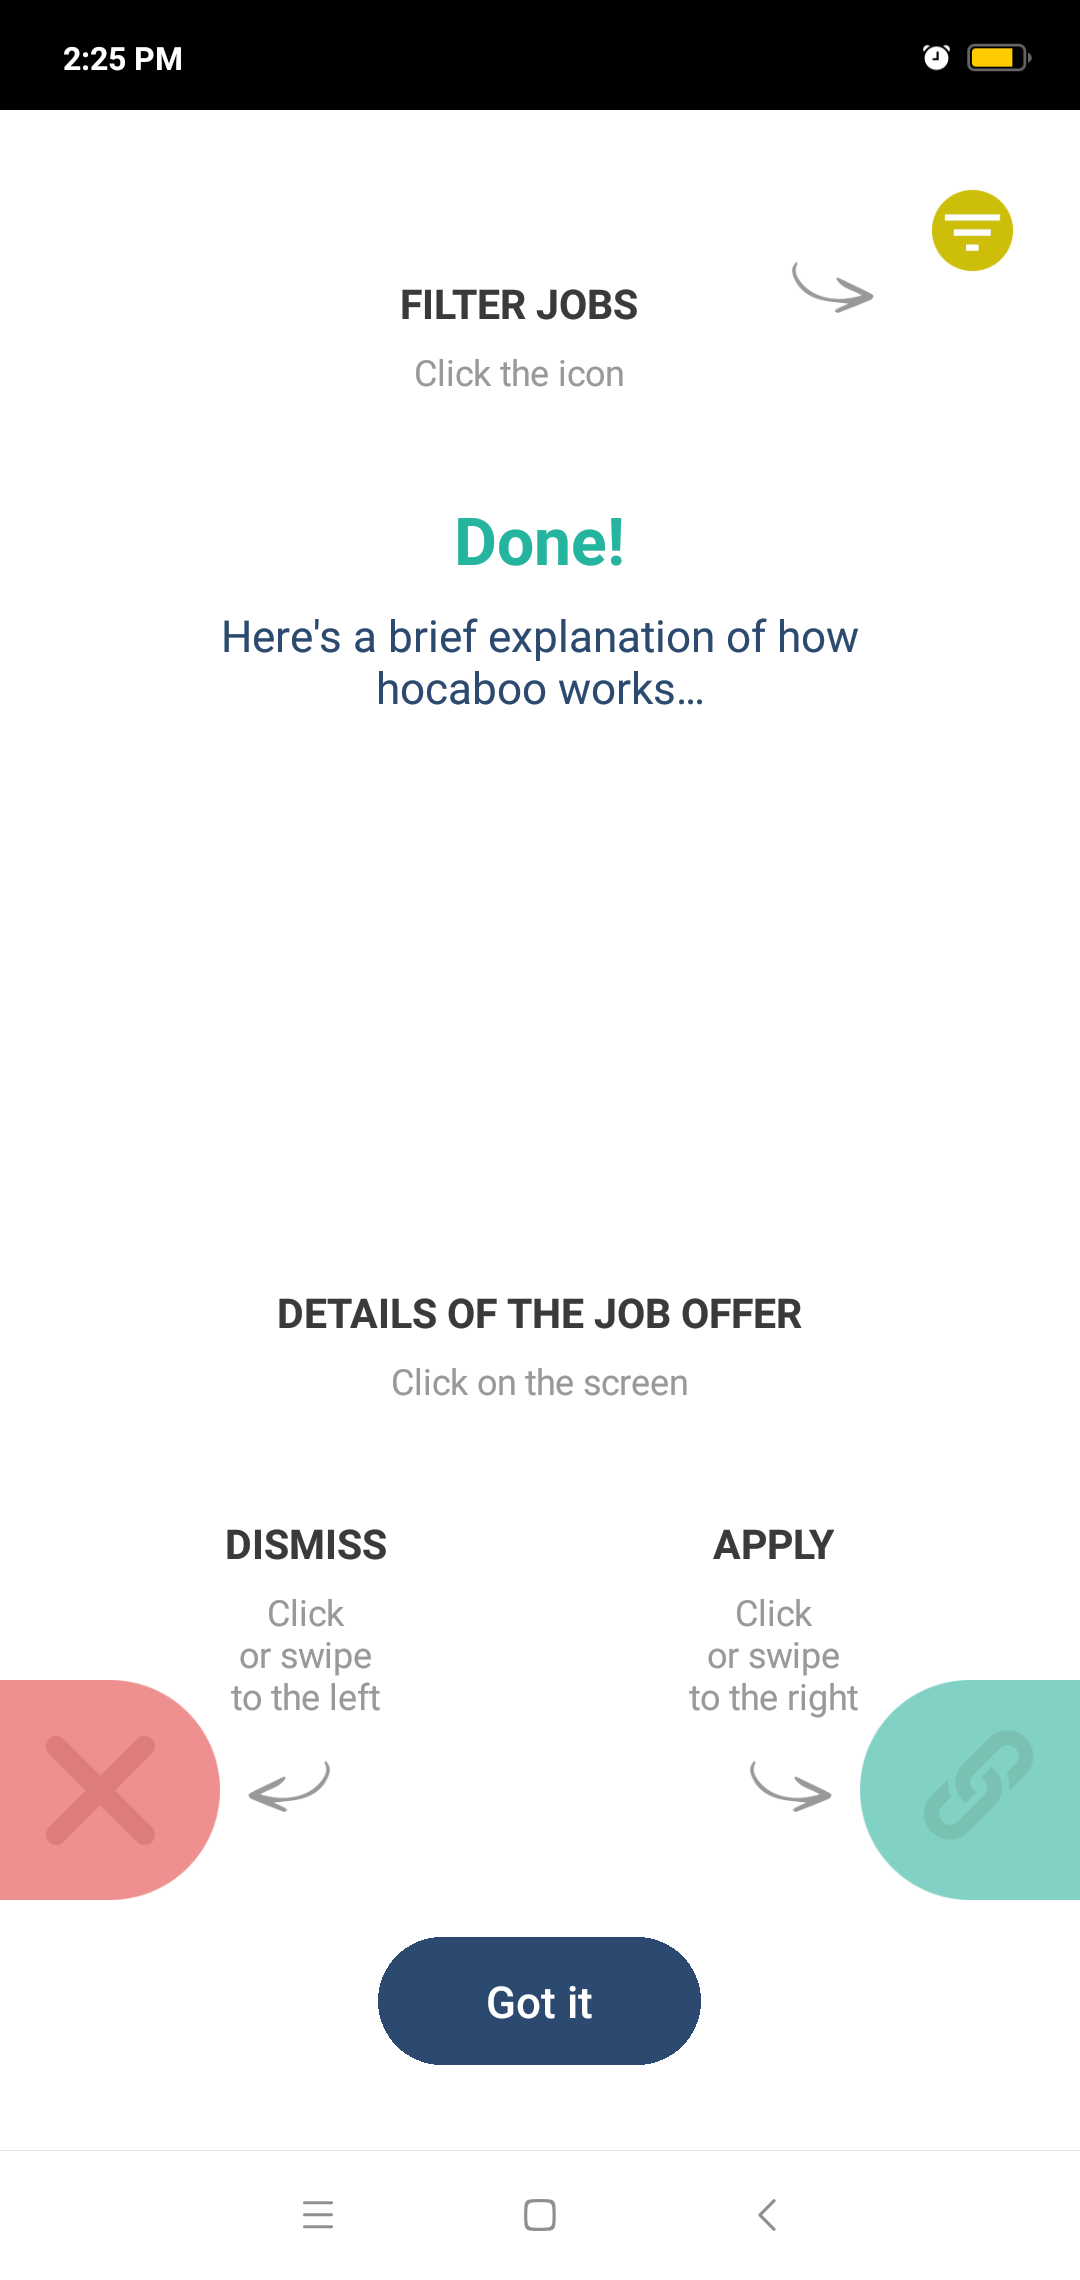 2:25 PM
FILTER JOBS
Click the icon
Done!
Here's a brief explanation of how
hocaboo works...
DETAILS OF THE JOB OFFER
Click on the screen
DISMISS
Click
or swipe
to the left
APPLY
Click
or swipe
to the right
Got it